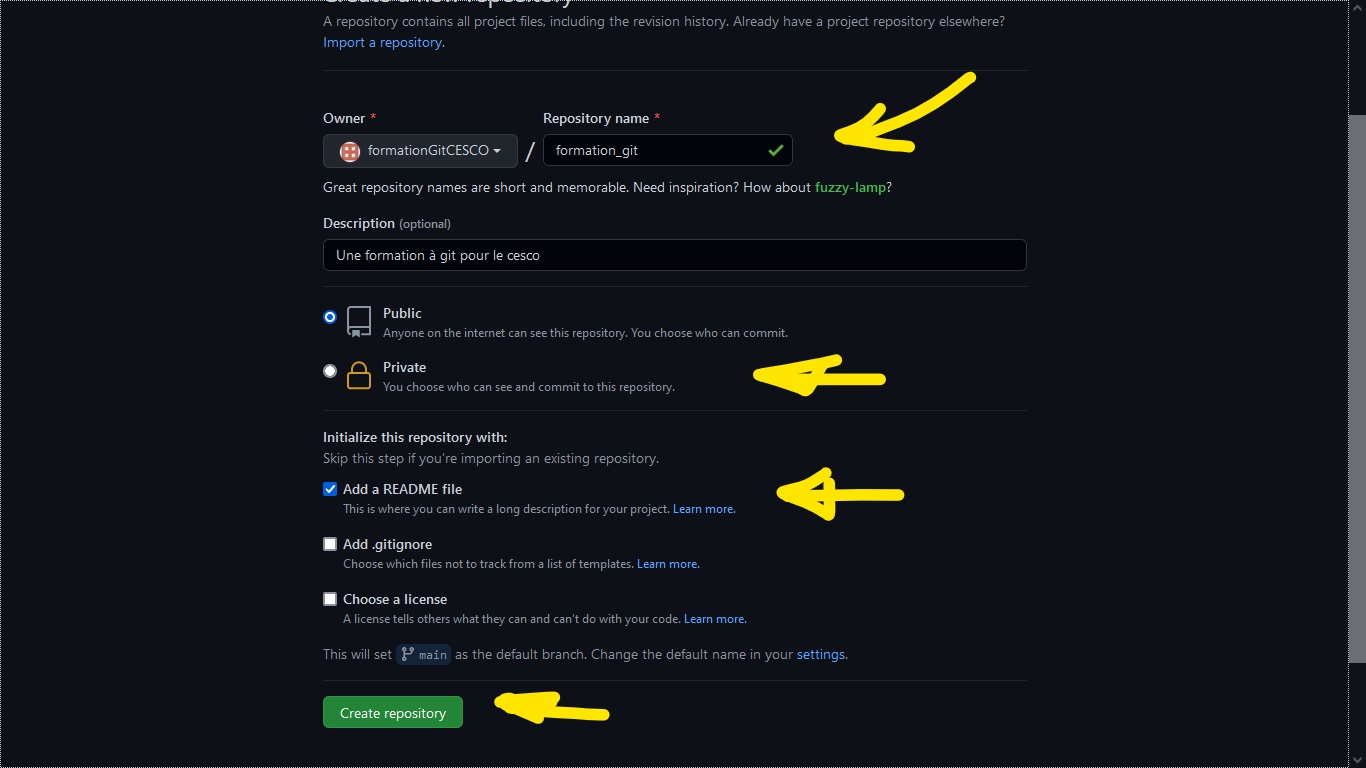 Create a new repository
A repository contains all project files, including the revision history. Already have a project repository elsewhere?
Import a repository.
Owner * Repository name *
formationGitCESCO / formation_git
Great repository names are short and memorable. Need inspiration? How about fuzzy-lamp?
Description (optional)
Une formation à git pour le cesco
Public
Anyone on the internet can see this repository. You choose who can commit.
Private
You choose who can see and commit to this repository.
Initialize this repository with:
Skip this step if you're importing an existing repository.
Add a README file
This is where you can write a long description for your project. Learn more.
Add .gitignore
Choose which files not to track from a list of templates. Learn more.
Choose a license
A license tells others what they can and can't do with your code. Learn more.
This will set main as the default branch. Change the default name in your settings.
Create repository